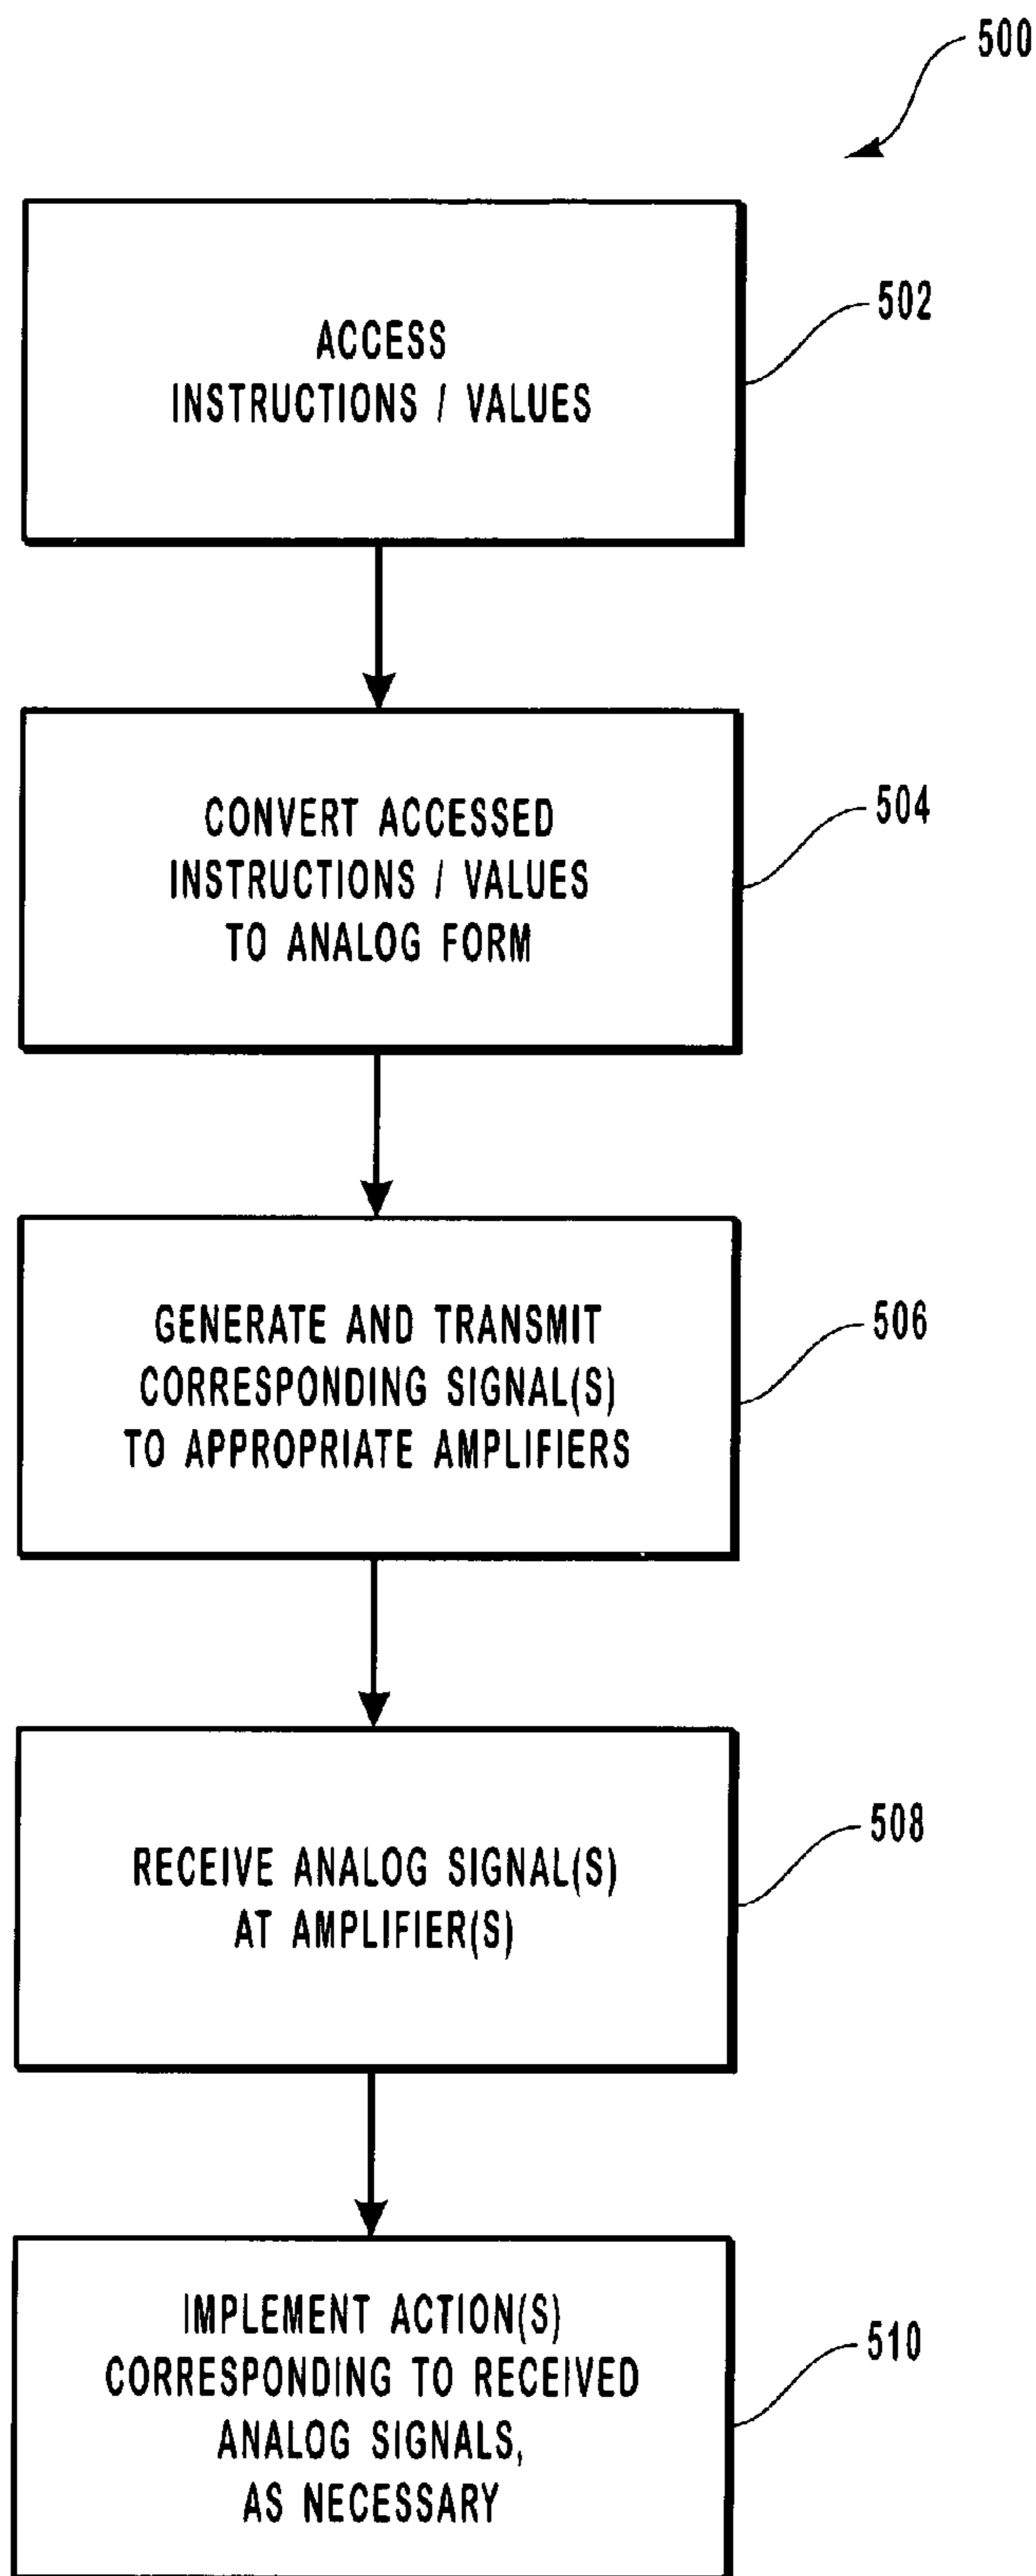 500
ACCESS
INSTRUCTIONS / VALUES
502
CONVERT ACCESSED
INSTRUCTIONS / VALUES
TO ANALOG FORM
504
GENERATE AND TRANSMIT
CORRESPONDING SIGNAL(S)
TO APPROPRIATE AMPLIFIERS
506
RECEIVE ANALOG SIGNAL(S)
AT AMPLIFIER(S)
508
IMPLEMENT ACTION(S)
CORRESPONDING TO RECEIVED
ANALOG SIGNALS,
AS NECESSARY
510